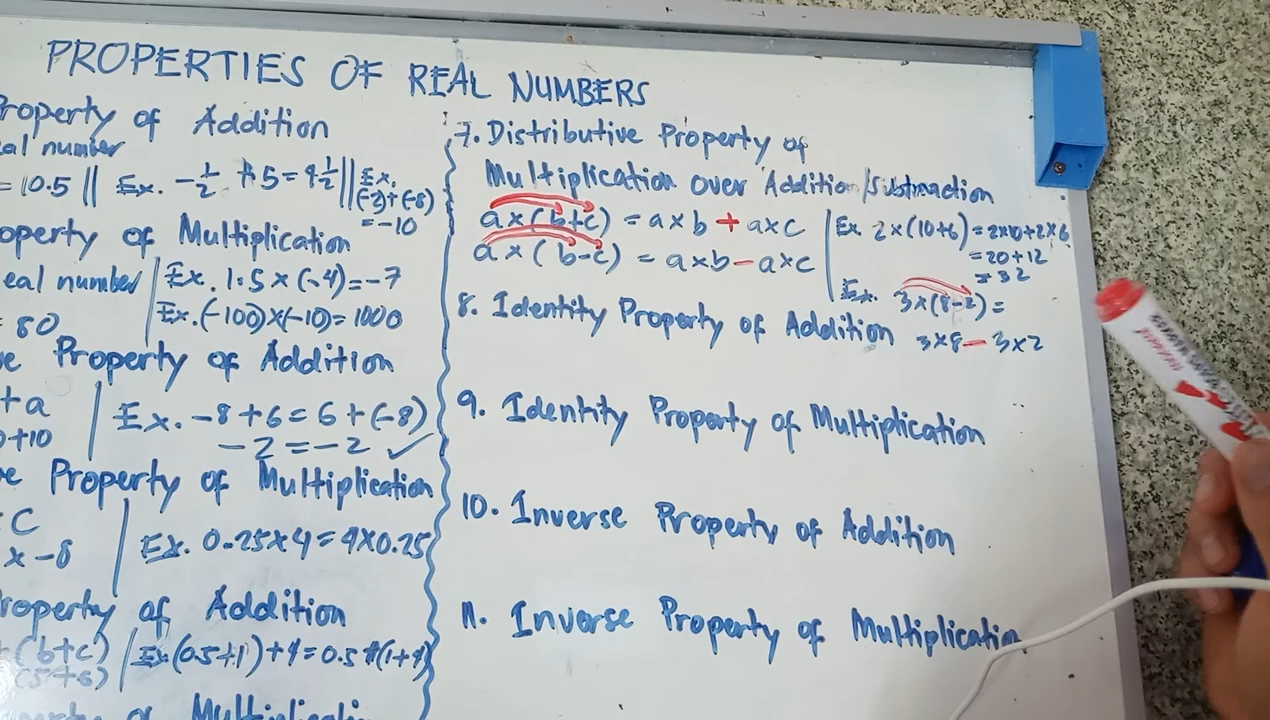 PROPERTIES OF REAL NUMBERS
Property of Addition
al number
= 10.5 || Ex. -1/2 + 5 = 4 1/2 || Ex. (-2)+(-8)
= -10
operty of Multiplication
eal number | Ex. 1.5 × (-4) = -7
= 80 | Ex. (-100)×(-10) = 1000
e Property of Addition
+a | Ex. -8+6 = 6+(-8)
+10 | -2 = -2 ✓
e Property of Multiplication
C
x -8 | Ex. 0.25×4 = 4×0.25
roperty of Addition
(b+c) | Ex. (0.5+1)+4 = 0.5+(1+4)
7. Distributive Property of
Multiplication over Addition/Subtraction
a×(b+c) = a×b + a×c
a×(b-c) = a×b - a×c
Ex. 2×(10+6) = 2×10+2×6
= 20+12
= 32
Ex. 3×(8-2) =
3×8 - 3×2
8. Identity Property of Addition
9. Identity Property of Multiplication
10. Inverse Property of Addition
11. Inverse Property of Multiplication